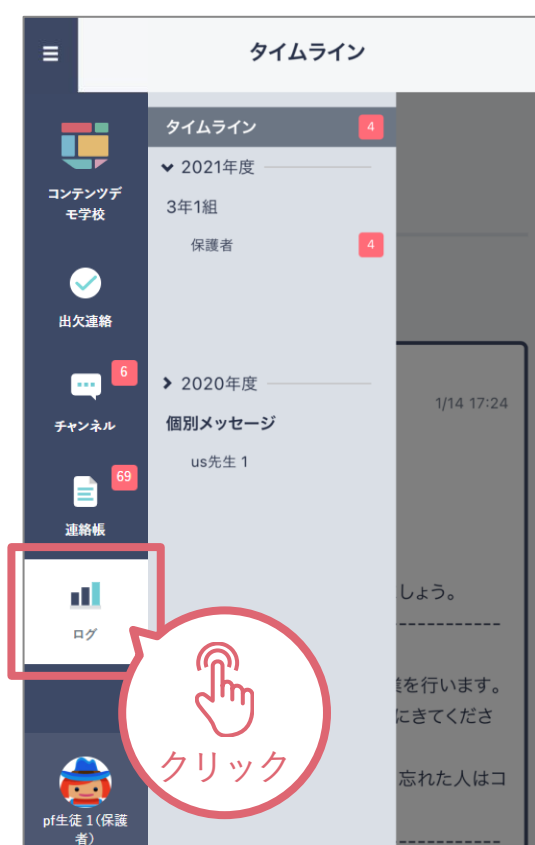 タイムライン
コンテンツデ
モ学校
出欠連絡
6
チャンネル
69
連絡帳
ログ
pf生徒 1(保護
者)
タイムライン 4
2021年度
3年1組
保護者 4
2020年度
個別メッセージ
us先生 1
1/14 17:24
しょう。
-----------
を行います。
にきてくださ
忘れた人はコ
-----------
クリック